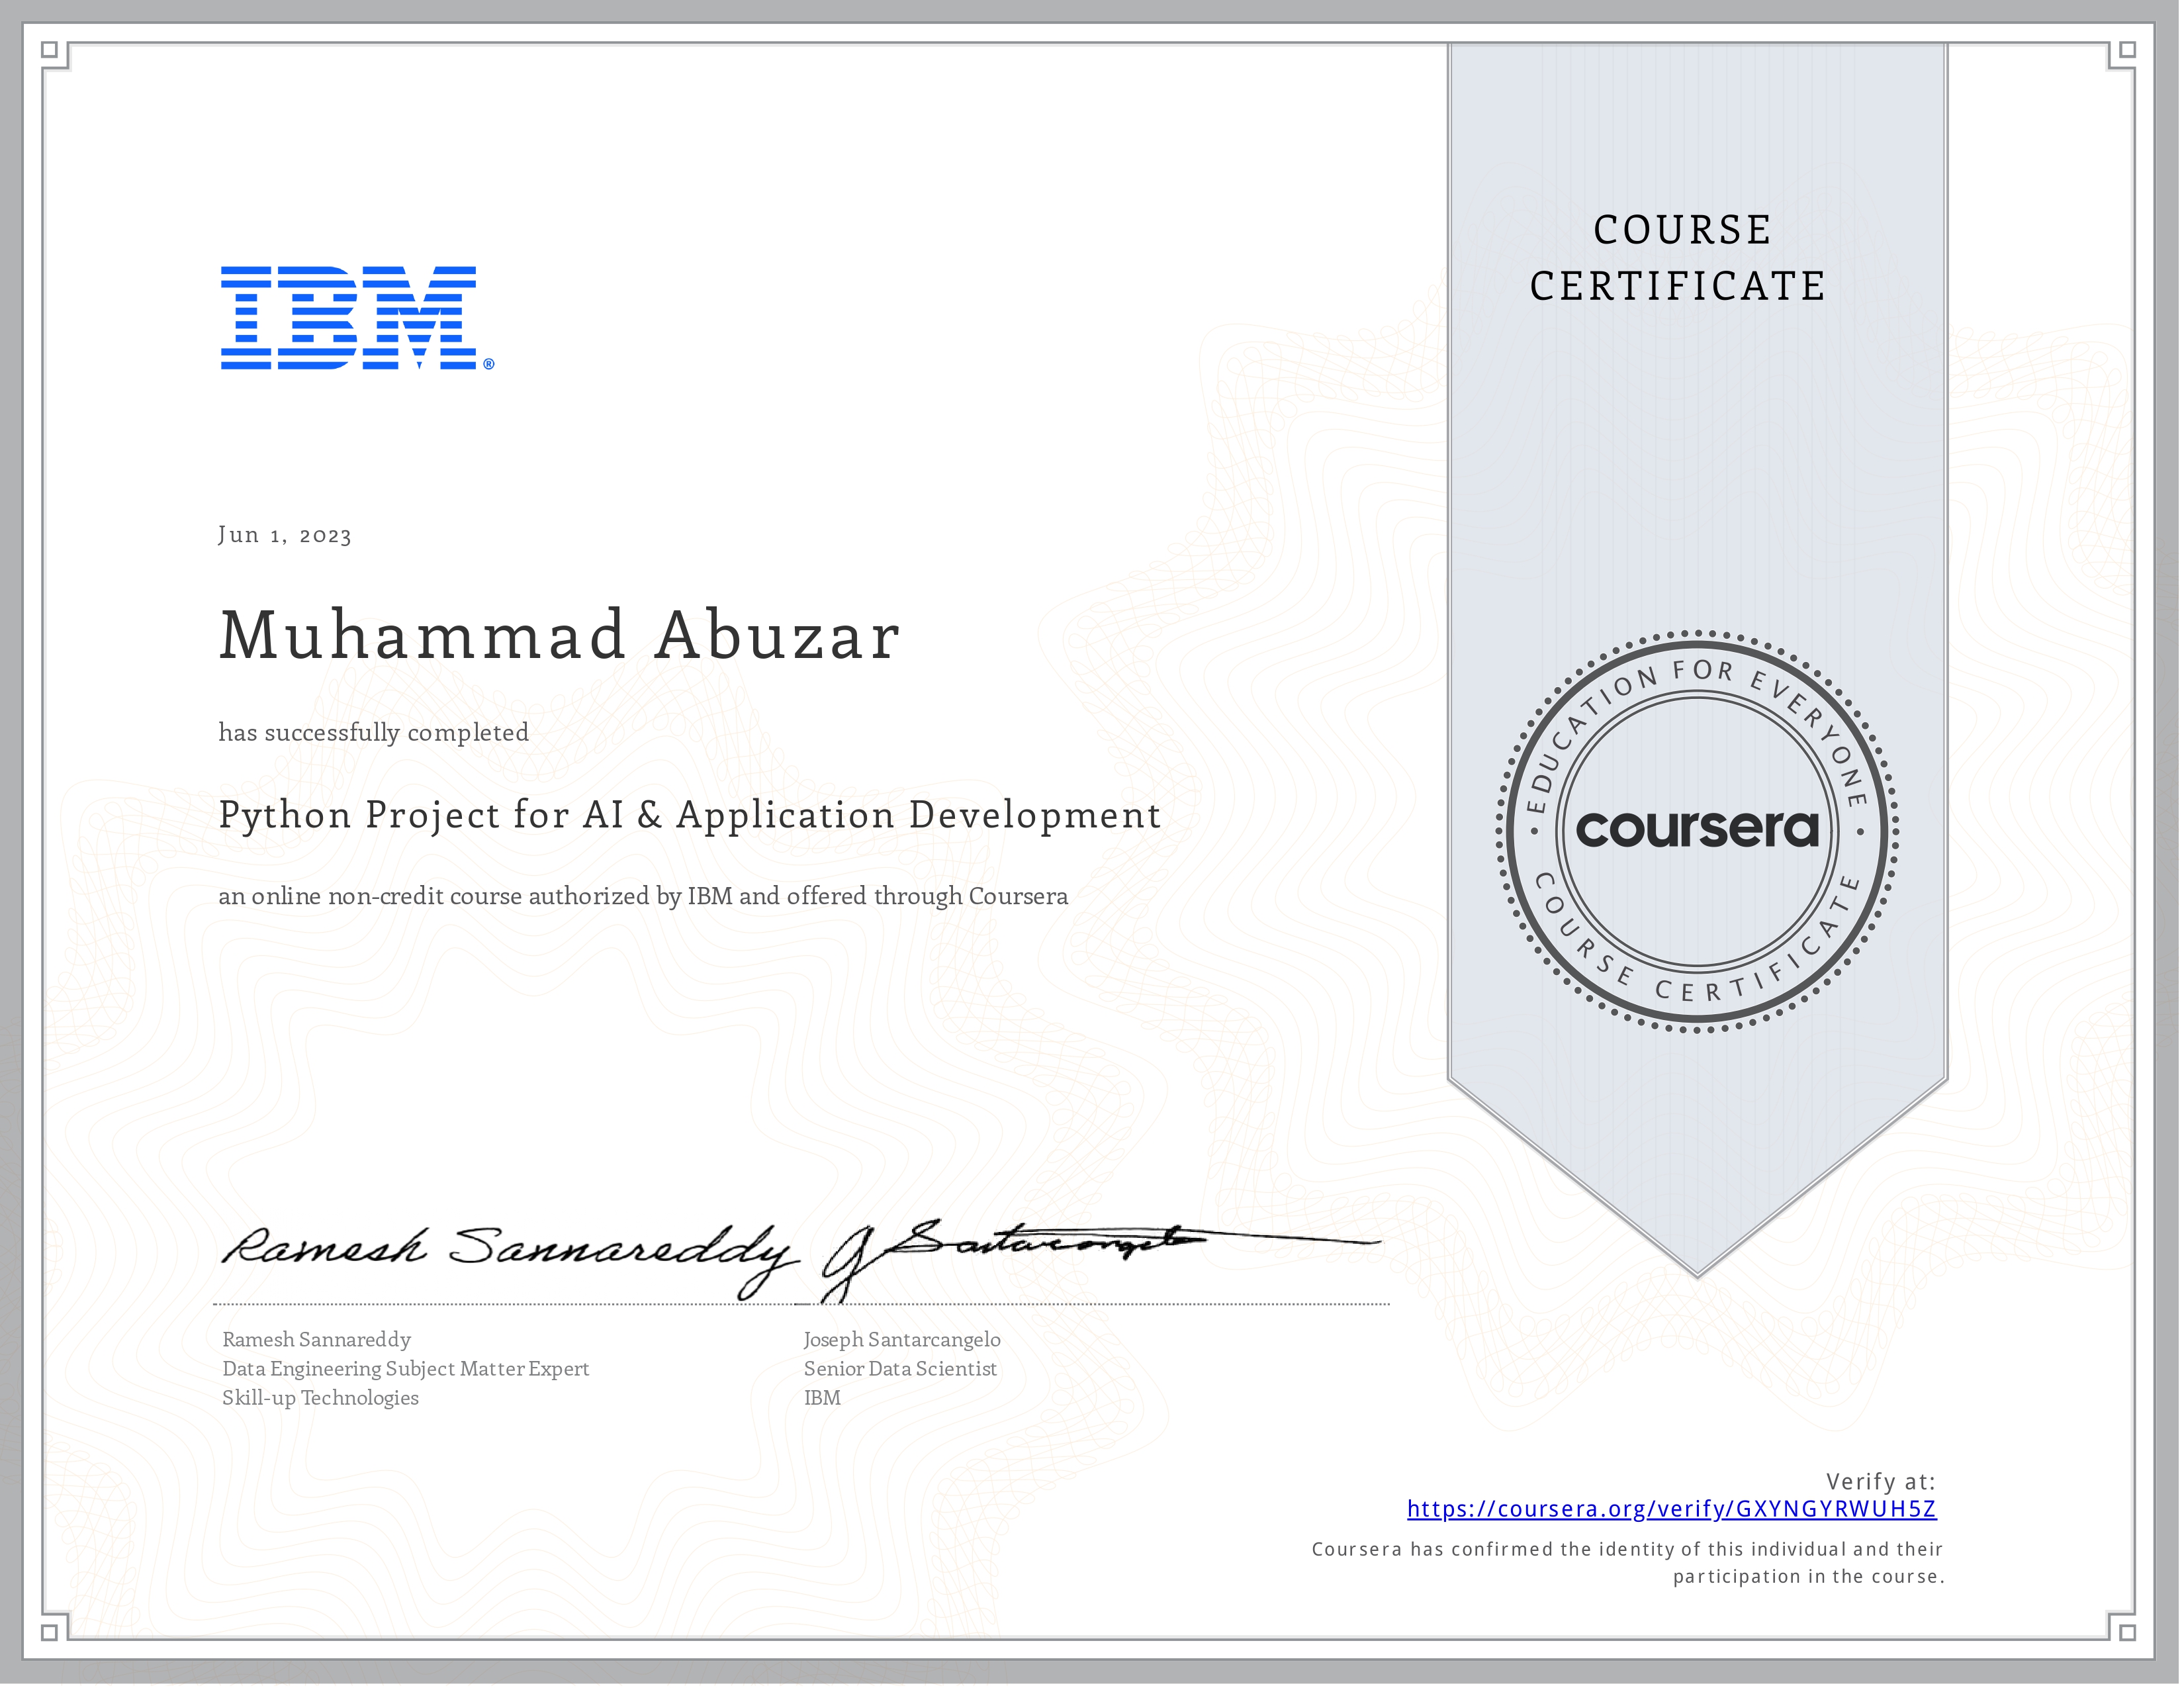 COURSE
CERTIFICATE
IBM®
Jun 1, 2023
Muhammad Abuzar
has successfully completed
Python Project for AI & Application Development
an online non-credit course authorized by IBM and offered through Coursera
EDUCATION FOR EVERYONE
coursera
COURSE CERTIFICATE
Ramesh Sannareddy
J Santarcangelo
Ramesh Sannareddy
Data Engineering Subject Matter Expert
Skill-up Technologies
Joseph Santarcangelo
Senior Data Scientist
IBM
Verify at:
https://coursera.org/verify/GXYNGYRWUH5Z
Coursera has confirmed the identity of this individual and their
participation in the course.